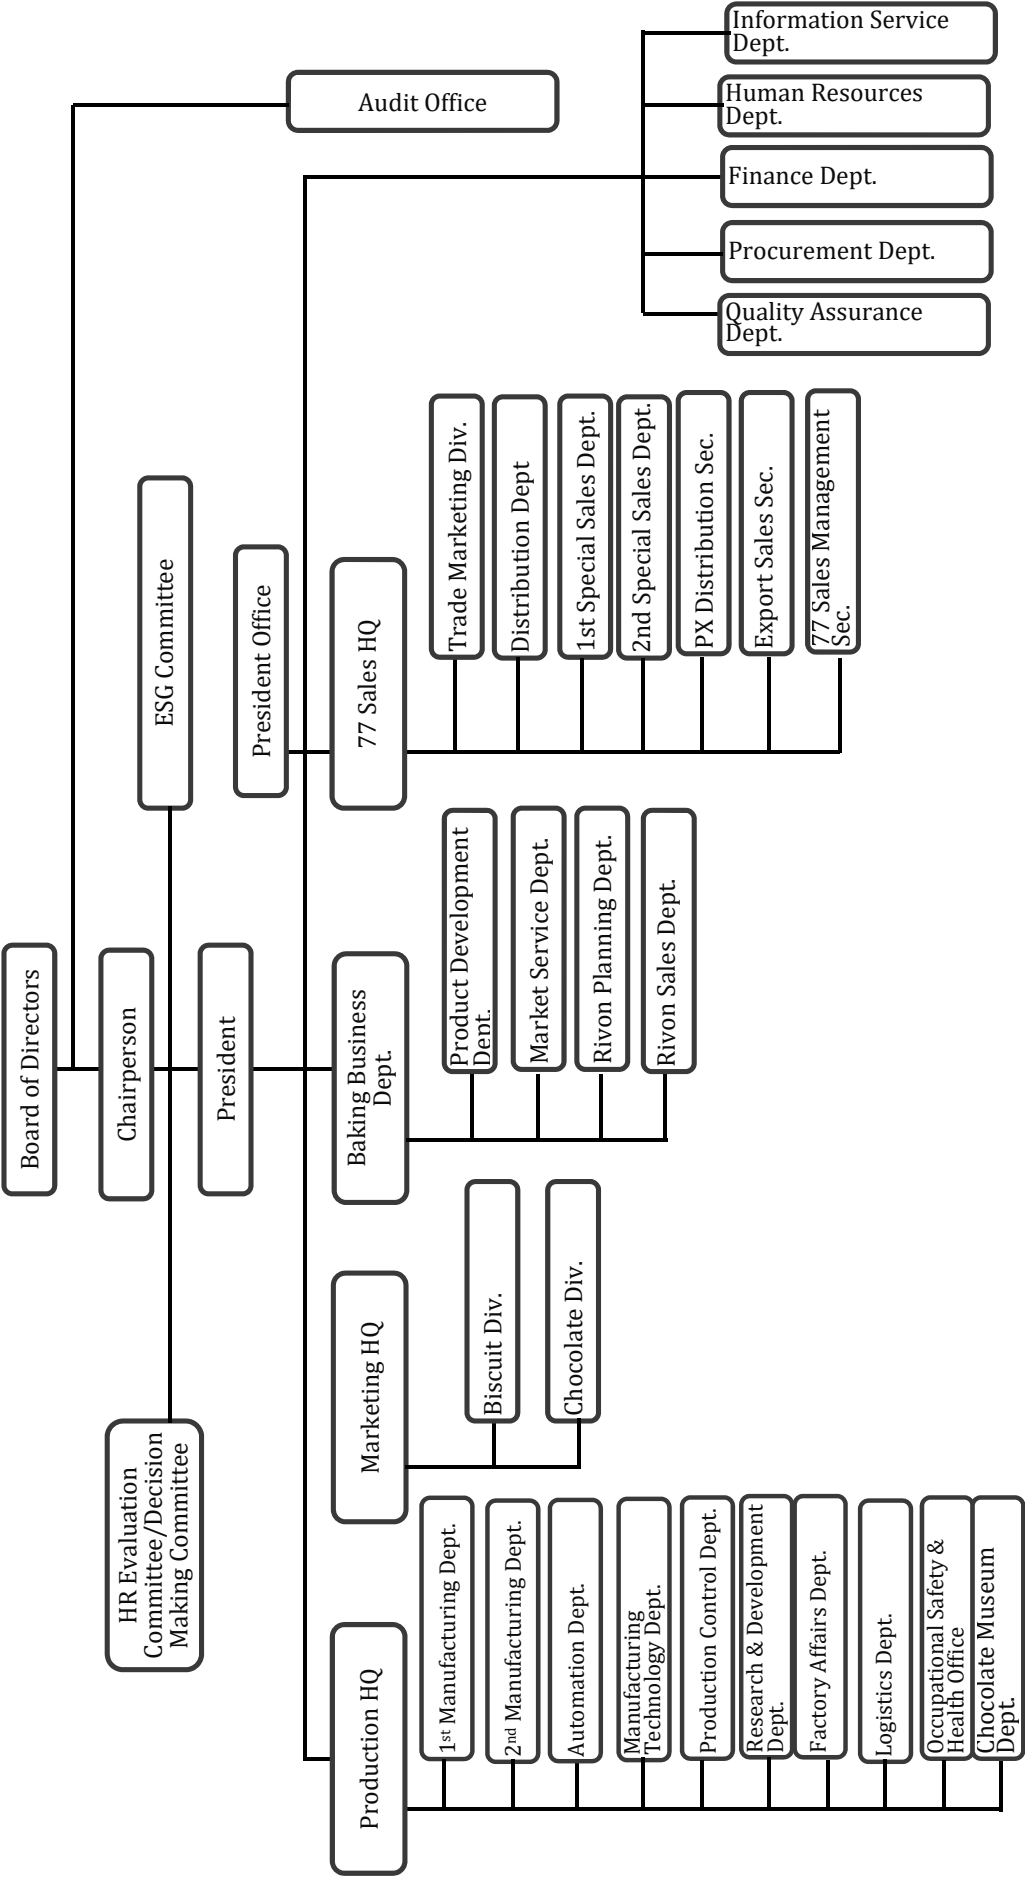 Board of Directors
Audit Office
Chairperson
HR Evaluation
Committee/Decision
Making Committee
ESG Committee
President
President Office
Production HQ
1st Manufacturing Dept.
2nd Manufacturing Dept.
Automation Dept.
Manufacturing
Technology Dept.
Production Control Dept.
Research & Development
Dept.
Factory Affairs Dept.
Logistics Dept.
Occupational Safety &
Health Office
Chocolate Museum
Dept.
Marketing HQ
Biscuit Div.
Chocolate Div.
Baking Business
Dept.
Product Development
Dent.
Market Service Dept.
Rivon Planning Dept.
Rivon Sales Dept.
77 Sales HQ
Trade Marketing Div.
Distribution Dept
1st Special Sales Dept.
2nd Special Sales Dept.
PX Distribution Sec.
Export Sales Sec.
77 Sales Management
Sec.
Information Service
Dept.
Human Resources
Dept.
Finance Dept.
Procurement Dept.
Quality Assurance
Dept.